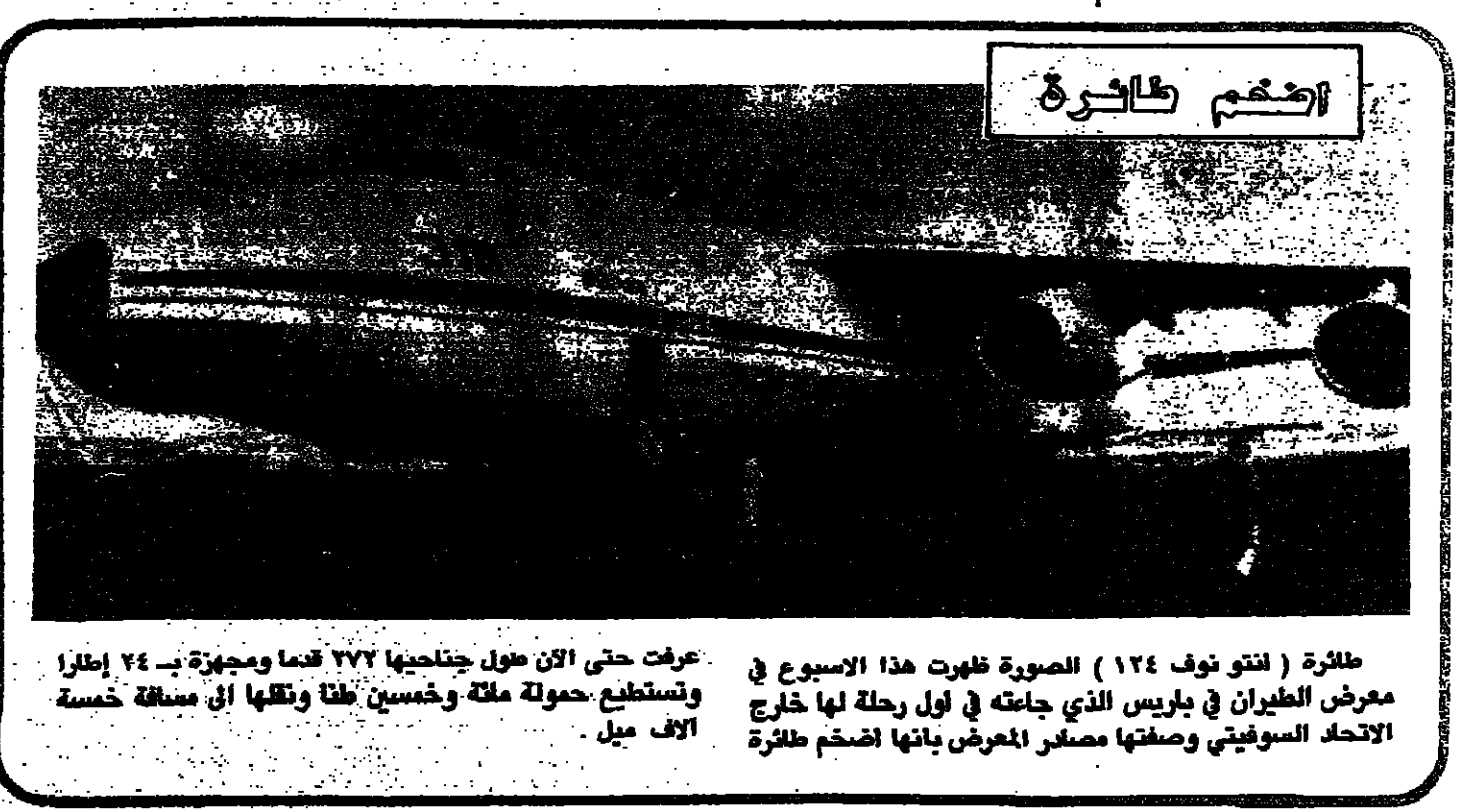 اضخم طائرة
طائرة ( انتو نوف ١٢٤ ) الصورة ظهرت هذا الاسبوع في
معرض الطيران في باريس الذي جاءته في اول رحلة لها خارج
الاتحاد السوفيتي وصفتها مصادر المعرض بانها اضخم طائرة
عرفت حتى الآن طول جناحيها ٢٧٢ قدما ومجهزة بـ ٢٤ إطارا
وتستطيع حمولة مائة وخمسين طنا ونقلها الى مسافة خمسة
آلاف ميل .